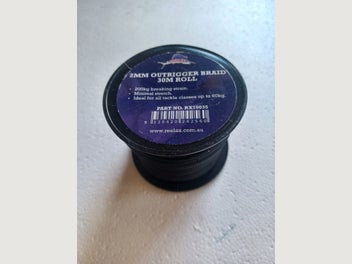 2MM OUTRIGGER BRAID
30M ROLL
200kg breaking strain.
Minimal stretch.
Ideal for all tackle classes up to 60kg.
PART NO. RXT0035
www.reelax.com.au